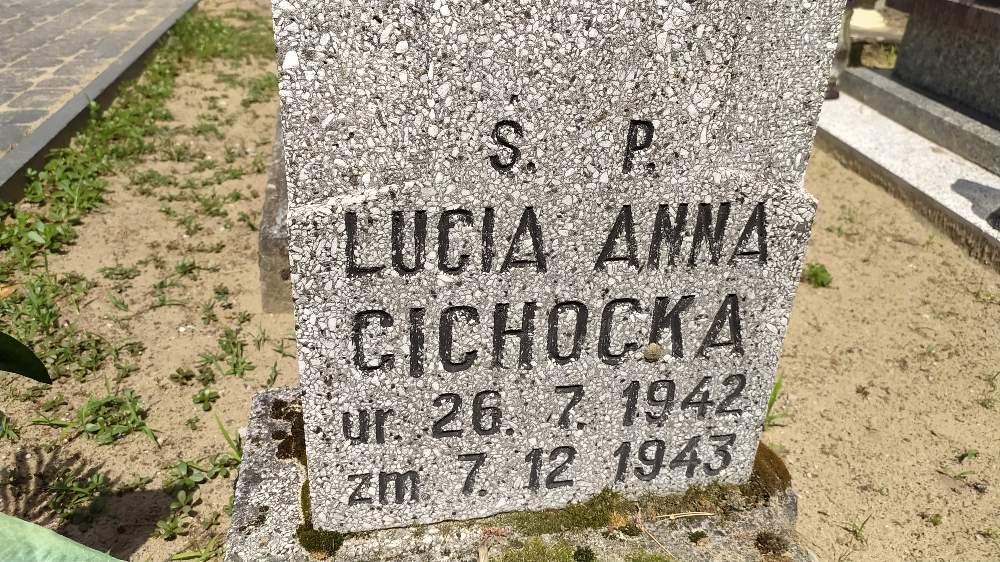 Ś. P.
LUCIA ANNA
CICHOCKA
ur. 26. 7. 1942
zm 7. 12 1943